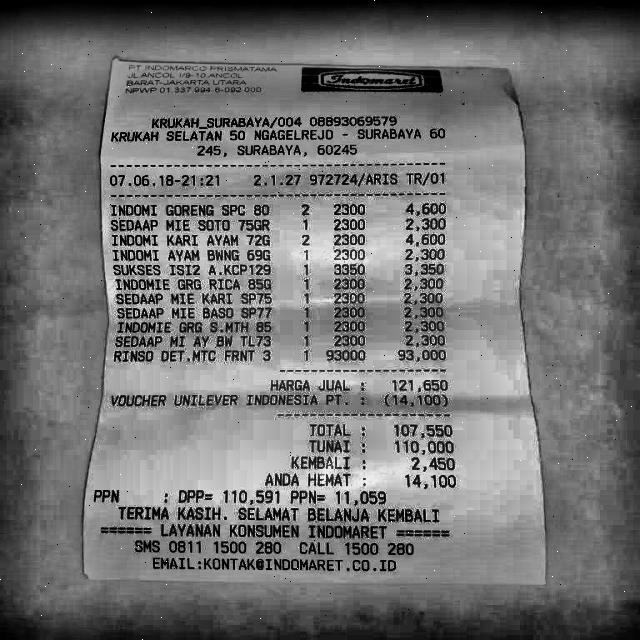 PT INDOMARCO PRISMATAMA
JL.ANCOL I/9-10 ANCOL
BARAT-JAKARTA UTARA
NPWP 01.337.994.6-092.000
Indomaret
KRUKAH_SURABAYA/004 08893069579
KRUKAH SELATAN 50 NGAGELREJO - SURABAYA 60
245, SURABAYA, 60245
07.06.18-21:21 2.1.27 972724/ARIS TR/01
INDOMI GORENG SPC 80 2 2300 4,600
SEDAAP MIE SOTO 75GR 1 2300 2,300
INDOMI KARI AYAM 72G 2 2300 4,600
INDOMI AYAM BWNG 69G 1 2300 2,300
SUKSES ISI2 A.KCP129 1 3350 3,350
INDOMIE GRG RICA 85G 1 2300 2,300
SEDAAP MIE KARI SP75 1 2300 2,300
SEDAAP MIE BASO SP77 1 2300 2,300
INDOMIE GRG S.MTH 85 1 2300 2,300
SEDAAP MI AY BW TL73 1 2300 2,300
RINSO DET.MTC FRNT 3 1 93000 93,000
HARGA JUAL : 121,650
VOUCHER UNILEVER INDONESIA PT. : (14,100)
TOTAL : 107,550
TUNAI : 110,000
KEMBALI : 2,450
ANDA HEMAT : 14,100
PPN : DPP= 110,591 PPN= 11,059
TERIMA KASIH. SELAMAT BELANJA KEMBALI
====== LAYANAN KONSUMEN INDOMARET ======
SMS 0811 1500 280 CALL 1500 280
EMAIL:KONTAK@INDOMARET.CO.ID